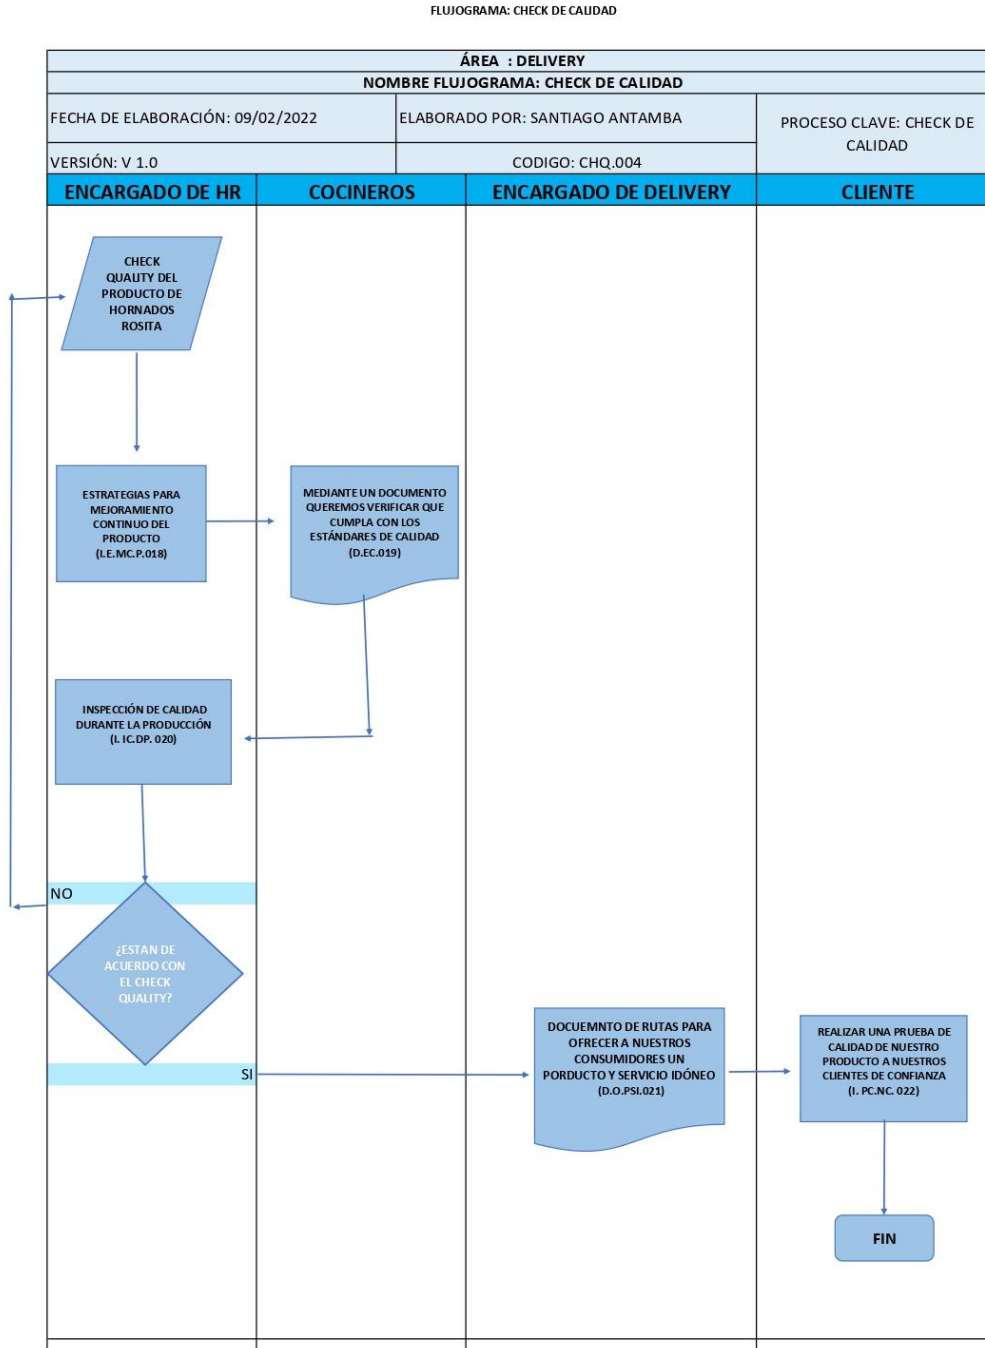 FLUJOGRAMA: CHECK DE CALIDAD
ÁREA : DELIVERY
NOMBRE FLUJOGRAMA: CHECK DE CALIDAD
FECHA DE ELABORACIÓN: 09/02/2022
ELABORADO POR: SANTIAGO ANTAMBA
PROCESO CLAVE: CHECK DE
CALIDAD
VERSIÓN: V 1.0
CODIGO: CHQ.004
ENCARGADO DE HR
COCINEROS
ENCARGADO DE DELIVERY
CLIENTE
CHECK
QUALITY DEL
PRODUCTO DE
HORNADOS
ROSITA
ESTRATEGIAS PARA
MEJORAMIENTO
CONTINUO DEL
PRODUCTO
(I.E.MC.P.018)
MEDIANTE UN DOCUMENTO
QUEREMOS VERIFICAR QUE
CUMPLA CON LOS
ESTÁNDARES DE CALIDAD
(D.EC.019)
INSPECCIÓN DE CALIDAD
DURANTE LA PRODUCCIÓN
(I. IC.DP. 020)
NO
¿ESTAN DE
ACUERDO CON
EL CHECK
QUALITY?
SI
DOCUEMNTO DE RUTAS PARA
OFRECER A NUESTROS
CONSUMIDORES UN
PORDUCTO Y SERVICIO IDÓNEO
(D.O.PSI.021)
REALIZAR UNA PRUEBA DE
CALIDAD DE NUESTRO
PRODUCTO A NUESTROS
CLIENTES DE CONFIANZA
(I. PC.NC. 022)
FIN